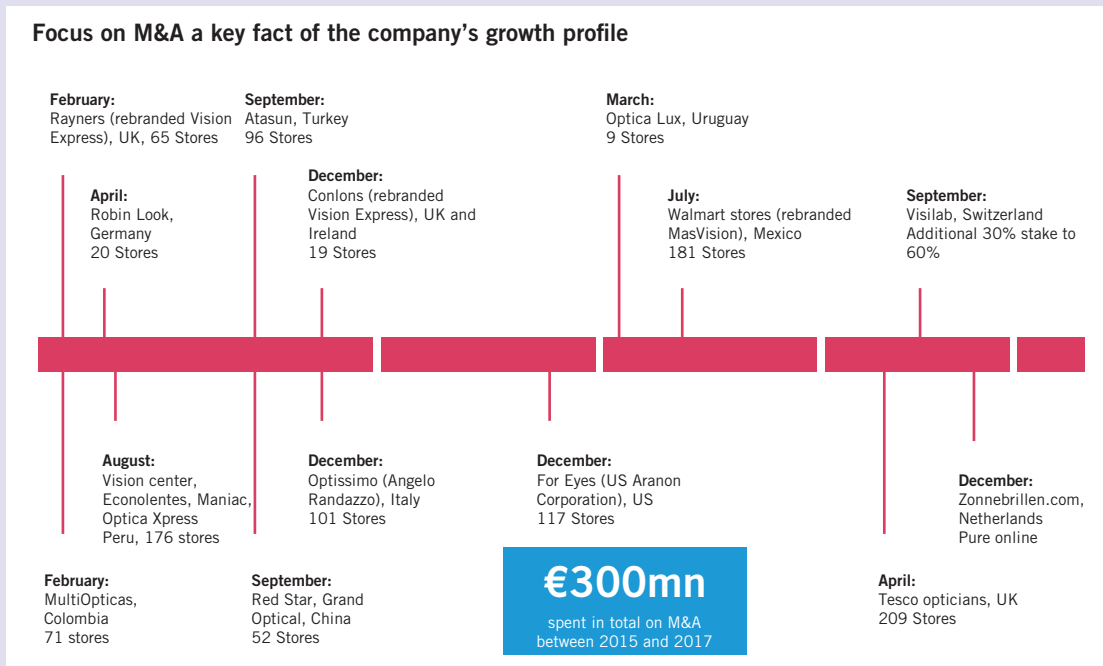 Focus on M&A a key fact of the company’s growth profile
February:
Rayners (rebranded Vision
Express), UK, 65 Stores
September:
Atasun, Turkey
96 Stores
March:
Optica Lux, Uruguay
9 Stores
April:
Robin Look,
Germany
20 Stores
December:
Conlons (rebranded
Vision Express), UK and
Ireland
19 Stores
July:
Walmart stores (rebranded
MasVision), Mexico
181 Stores
September:
Visilab, Switzerland
Additional 30% stake to
60%
August:
Vision center,
Econolentes, Maniac,
Optica Xpress
Peru, 176 stores
December:
Optissimo (Angelo
Randazzo), Italy
101 Stores
December:
For Eyes (US Aranon
Corporation), US
117 Stores
December:
Zonnebrillen.com,
Netherlands
Pure online
February:
MultiOpticas,
Colombia
71 stores
September:
Red Star, Grand
Optical, China
52 Stores
€300mn
spent in total on M&A
between 2015 and 2017
April:
Tesco opticians, UK
209 Stores